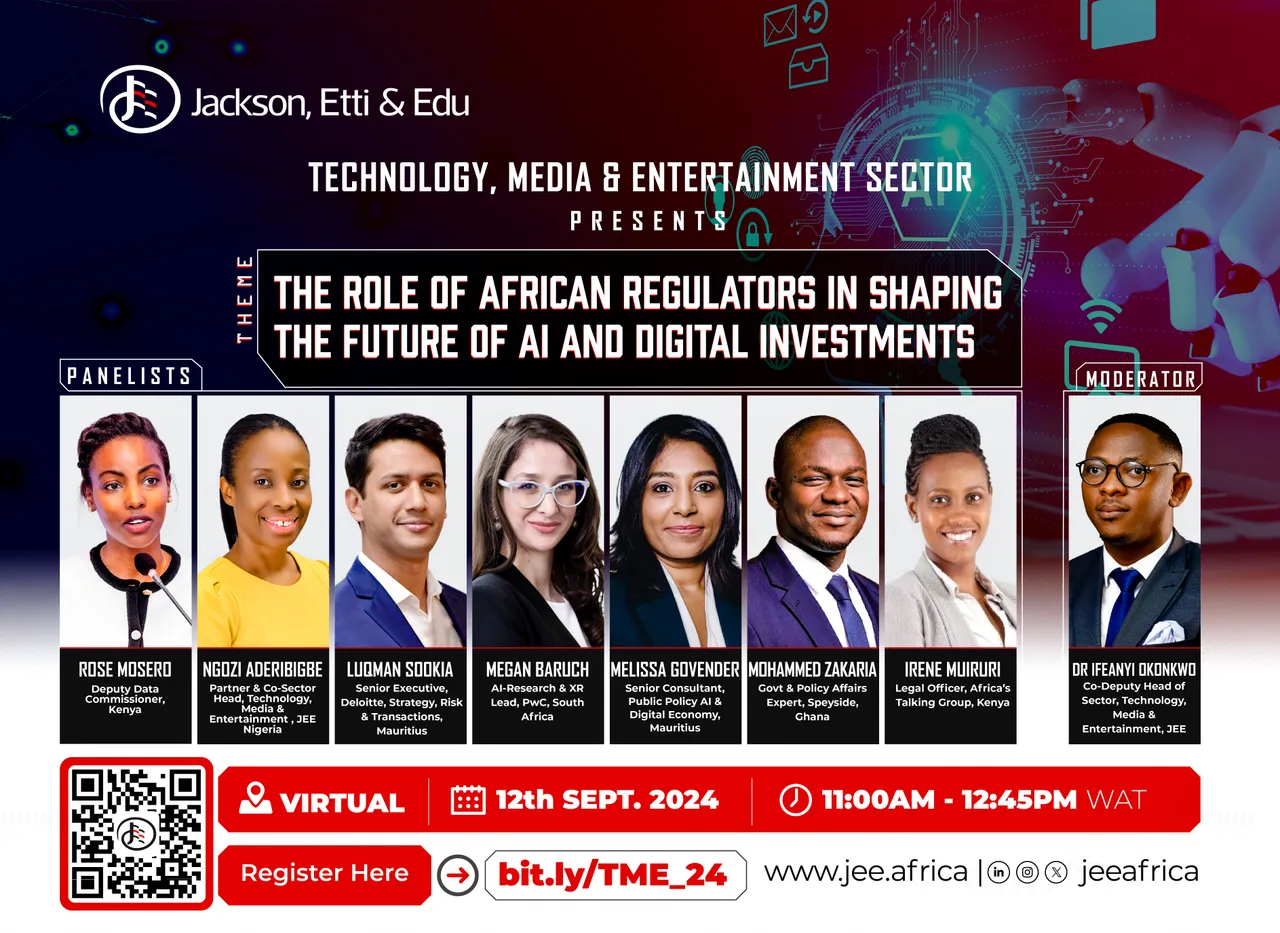 Jackson, Etti & Edu
TECHNOLOGY, MEDIA & ENTERTAINMENT SECTOR
PRESENTS
THEME
THE ROLE OF AFRICAN REGULATORS IN SHAPING
THE FUTURE OF AI AND DIGITAL INVESTMENTS
AI
PANELISTS
MODERATOR
ROSE MOSERO
Deputy Data
Commissioner,
Kenya
NGOZI ADERIBIGBE
Partner & Co-Sector
Head, Technology,
Media &
Entertainment , JEE
Nigeria
LUQMAN SOOKIA
Senior Executive,
Deloitte, Strategy, Risk
& Transactions,
Mauritius
MEGAN BARUCH
AI-Research & XR
Lead, PwC, South
Africa
MELISSA GOVENDER
Senior Consultant,
Public Policy AI &
Digital Economy,
Mauritius
MOHAMMED ZAKARIA
Govt & Policy Affairs
Expert, Speyside,
Ghana
IRENE MUIRURI
Legal Officer, Africa's
Talking Group, Kenya
DR IFEANYI OKONKWO
Co-Deputy Head of
Sector, Technology,
Media &
Entertainment, JEE
VIRTUAL
12th SEPT. 2024
11:00AM - 12:45PM WAT
Register Here
bit.ly/TME_24
www.jee.africa | jeeafrica